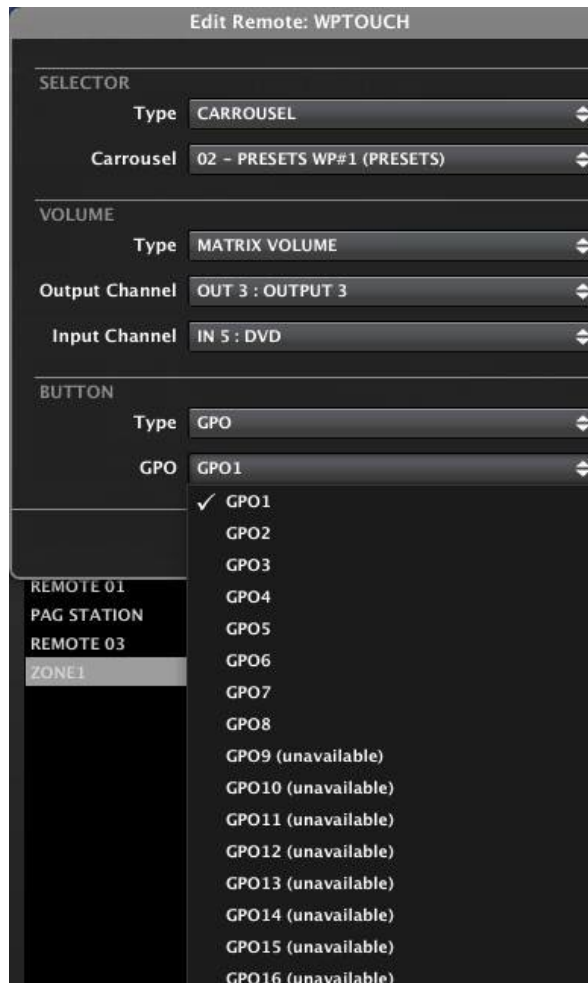 Edit Remote: WPTOUCH
SELECTOR
Type CARROUSEL
Carrousel 02 – PRESETS WP#1 (PRESETS)
VOLUME
Type MATRIX VOLUME
Output Channel OUT 3 : OUTPUT 3
Input Channel IN 5 : DVD
BUTTON
Type GPO
GPO GPO1
✓ GPO1
GPO2
GPO3
GPO4
GPO5
GPO6
GPO7
GPO8
GPO9 (unavailable)
GPO10 (unavailable)
GPO11 (unavailable)
GPO12 (unavailable)
GPO13 (unavailable)
GPO14 (unavailable)
GPO15 (unavailable)
GPO16 (unavailable)
REMOTE 01
PAG STATION
REMOTE 03
ZONE1